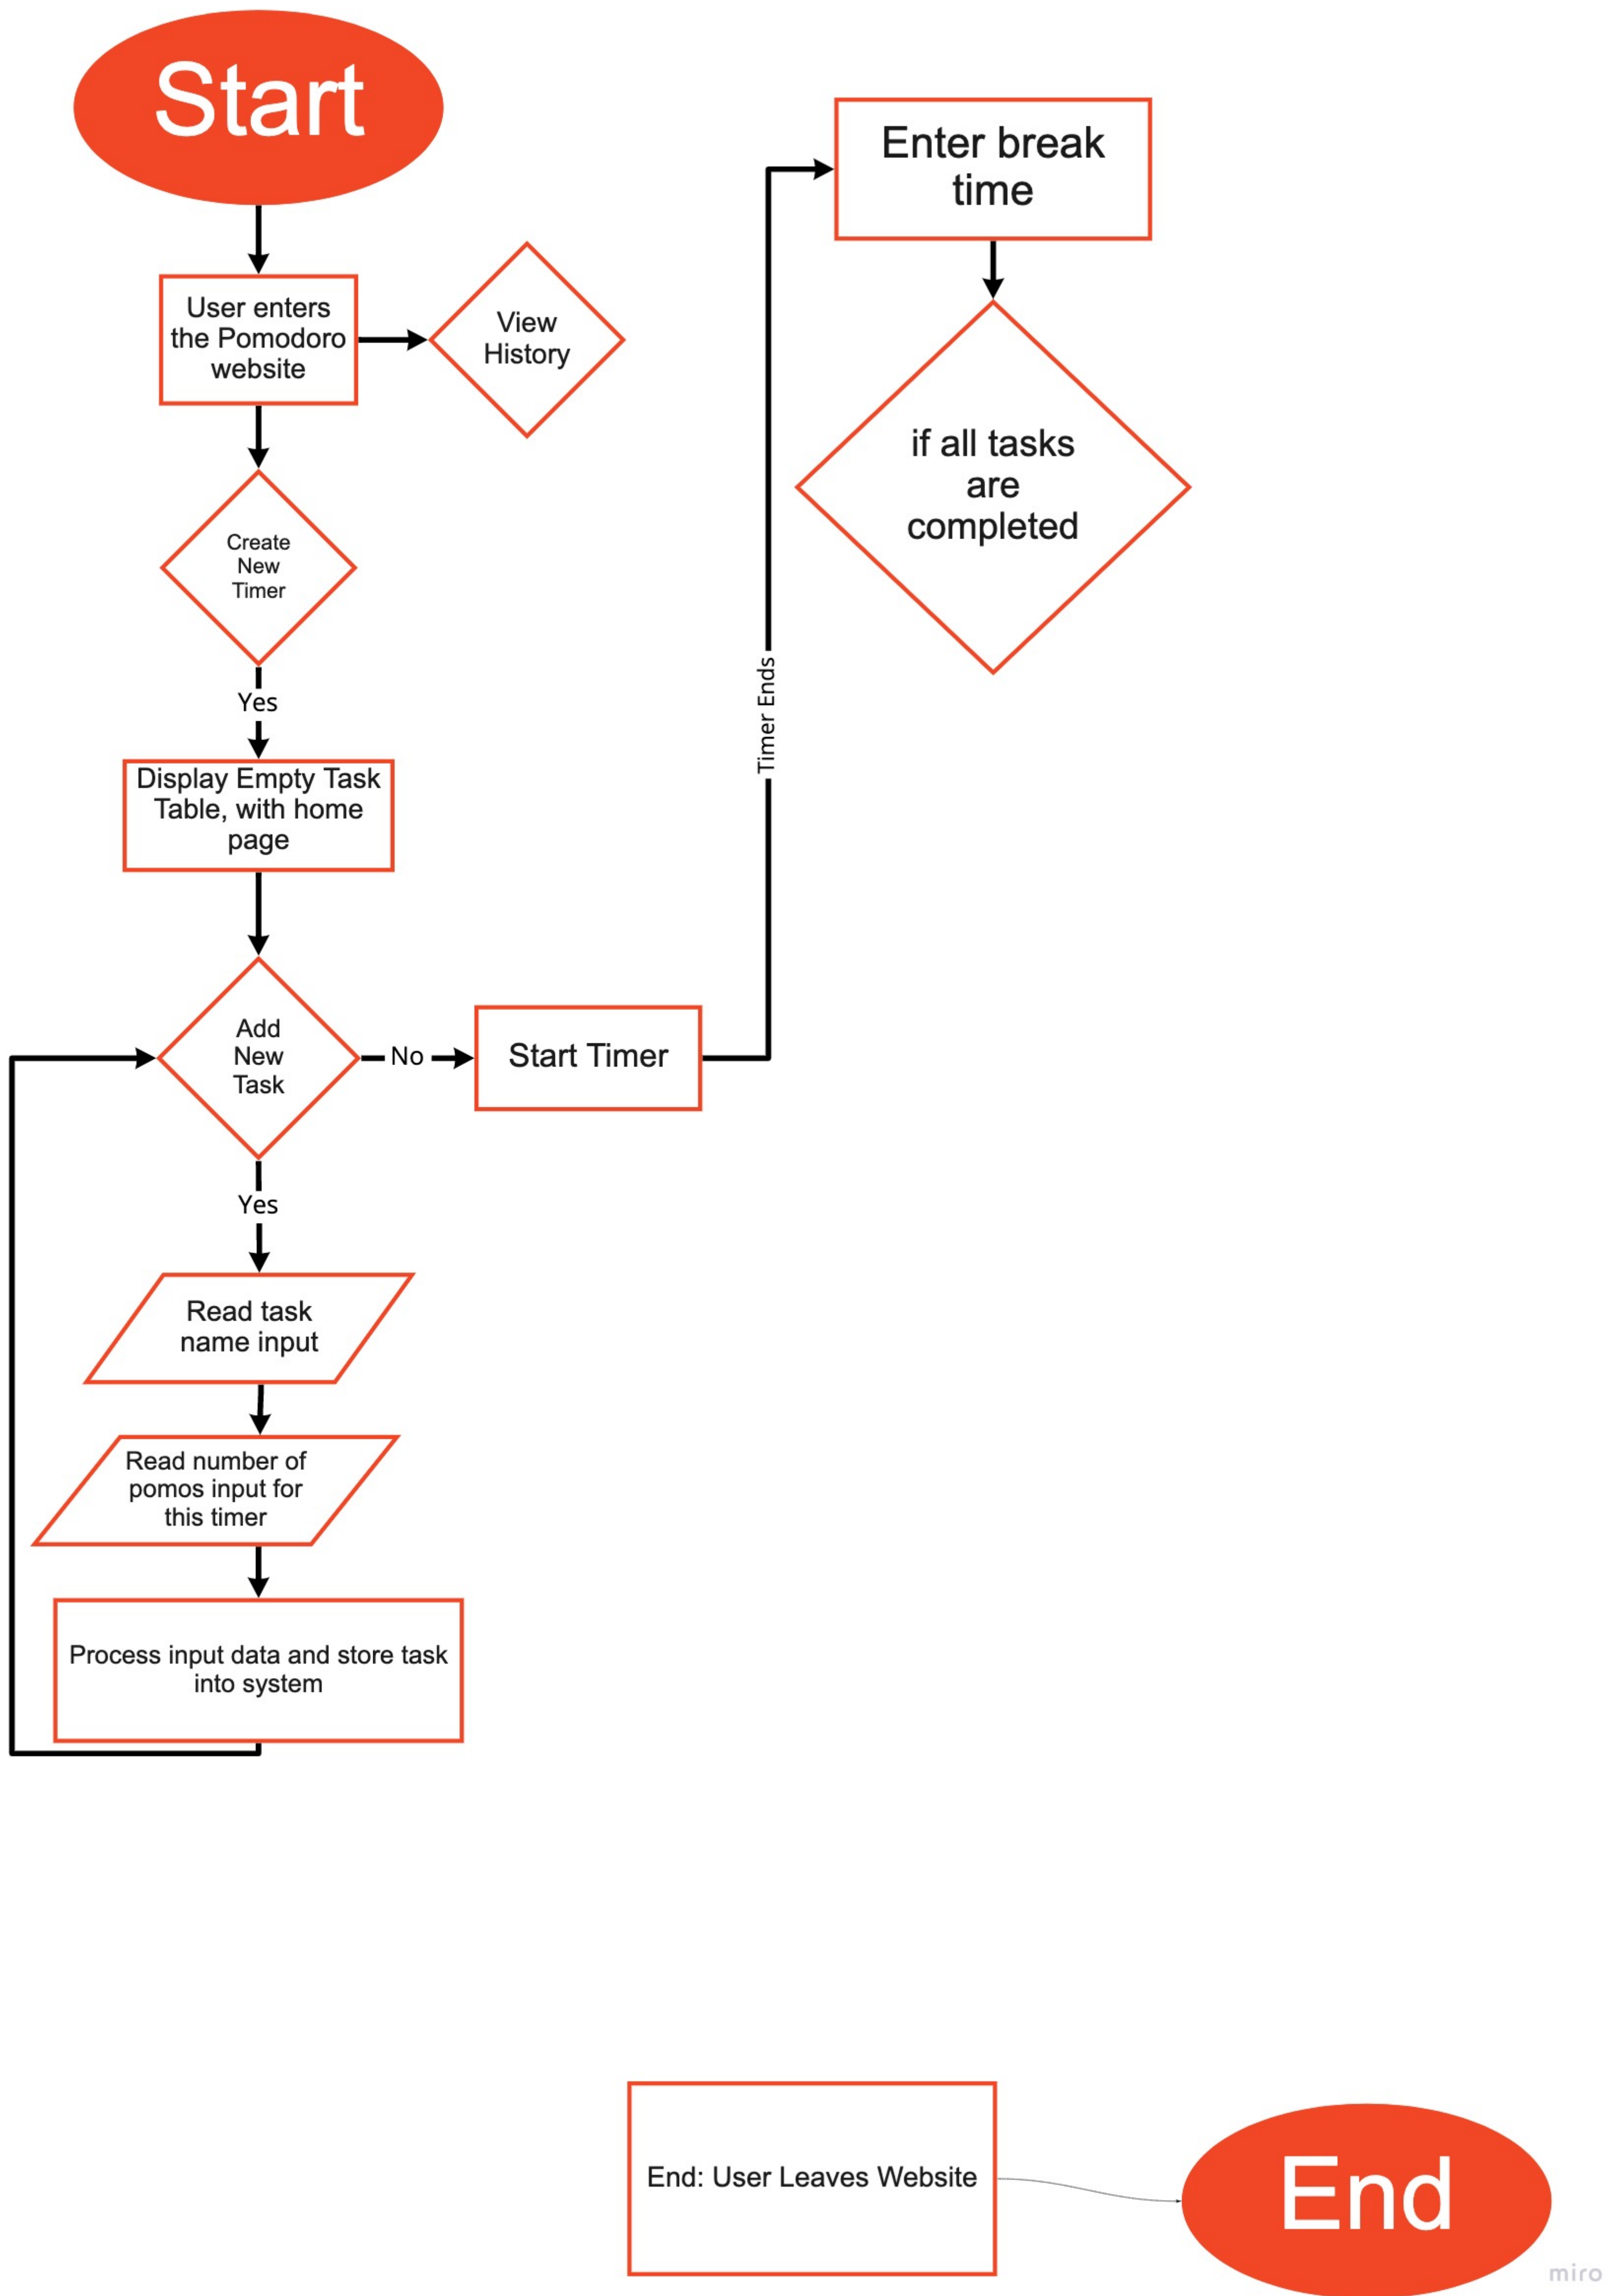 Start
User enters
the Pomodoro
website
View
History
Create
New
Timer
Yes
Display Empty Task
Table, with home
page
Add
New
Task
No
Start Timer
Timer Ends
Enter break
time
if all tasks
are
completed
Yes
Read task
name input
Read number of
pomos input for
this timer
Process input data and store task
into system
End: User Leaves Website
End
miro